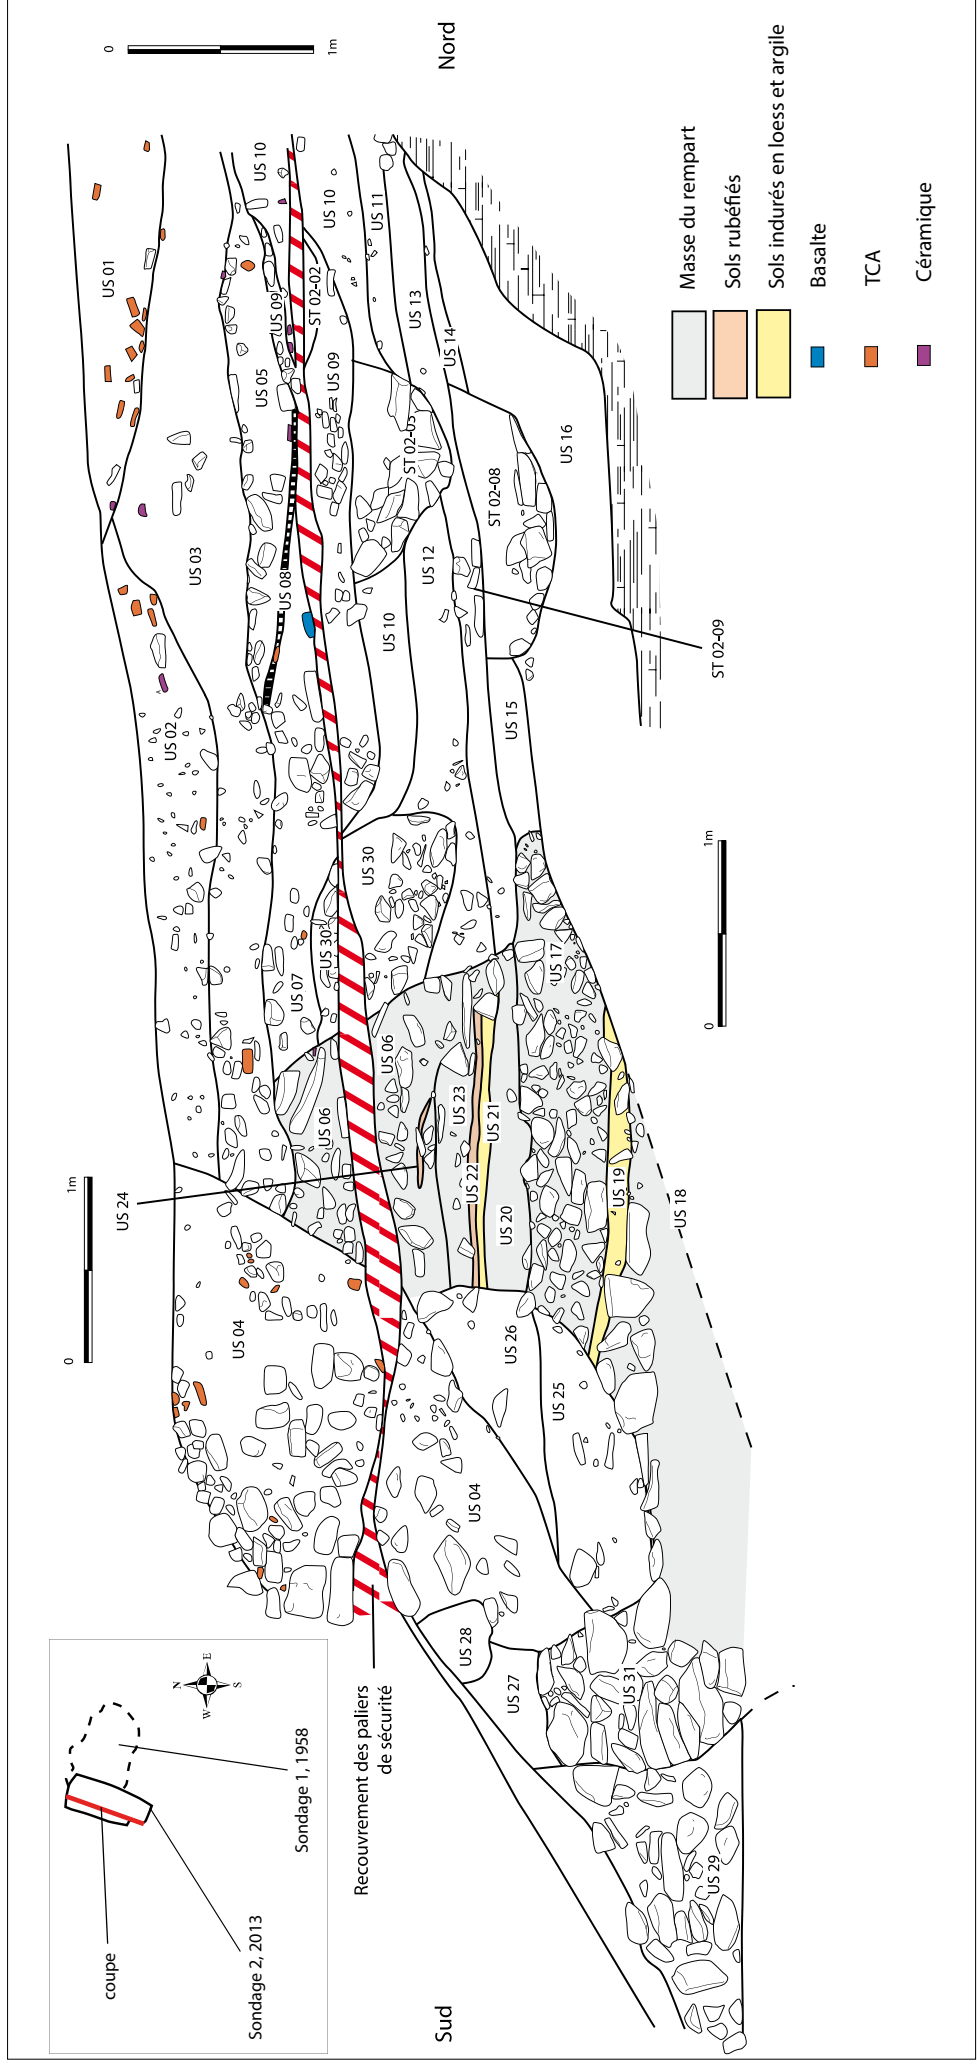 Sud
Nord
coupe
Sondage 2, 2013
Sondage 1, 1958
N
E
S
W
Recouvrement des paliers
de sécurité
0
1m
0
1m
0
1m
US 01
US 02
US 03
US 04
US 04
US 05
US 06
US 06
US 07
US 08
US 09
US 09
US 10
US 10
US 10
US 11
US 12
US 13
US 14
US 15
US 16
US 17
US 18
US 19
US 20
US 21
US 22
US 23
US 24
US 25
US 26
US 27
US 28
US 29
US 30
US 30
US 31
ST 02-02
ST 02-08
ST 02-09
Masse du rempart
Sols rubéfiés
Sols indurés en loess et argile
Basalte
TCA
Céramique